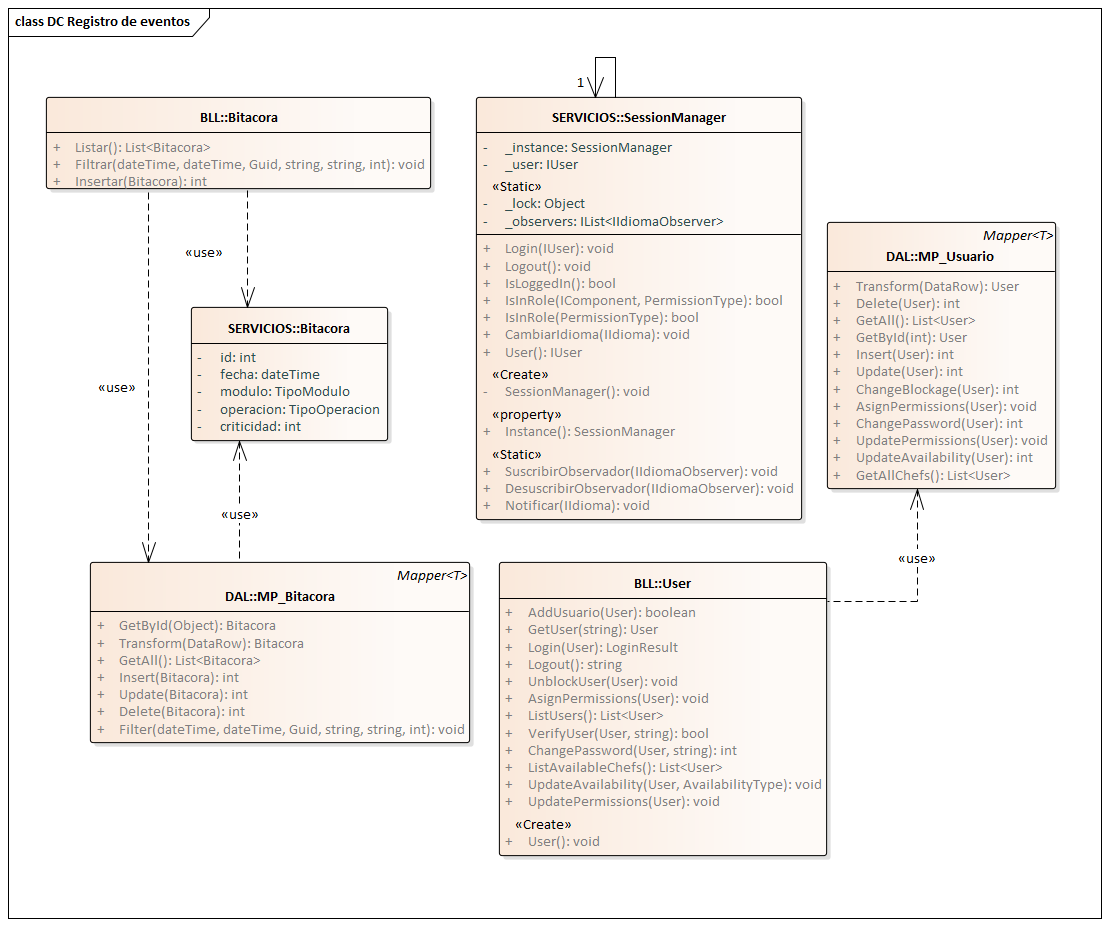 class DC Registro de eventos
BLL::Bitacora
+ Listar(): List<Bitacora>
+ Filtrar(dateTime, dateTime, Guid, string, string, int): void
+ Insertar(Bitacora): int
«use»
«use»
SERVICIOS::Bitacora
- id: int
- fecha: dateTime
- modulo: TipoModulo
- operacion: TipoOperacion
- criticidad: int
«use»
Mapper<T>
DAL::MP_Bitacora
+ GetById(Object): Bitacora
+ Transform(DataRow): Bitacora
+ GetAll(): List<Bitacora>
+ Insert(Bitacora): int
+ Update(Bitacora): int
+ Delete(Bitacora): int
+ Filter(dateTime, dateTime, Guid, string, string, int): void
1
SERVICIOS::SessionManager
- _instance: SessionManager
- _user: IUser
«Static»
- _lock: Object
- _observers: IList<IIdiomaObserver>
+ Login(IUser): void
+ Logout(): void
+ IsLoggedIn(): bool
+ IsInRole(IComponent, PermissionType): bool
+ IsInRole(PermissionType): bool
+ CambiarIdioma(IIdioma): void
+ User(): IUser
«Create»
- SessionManager(): void
«property»
+ Instance(): SessionManager
«Static»
+ SuscribirObservador(IIdiomaObserver): void
+ DesuscribirObservador(IIdiomaObserver): void
+ Notificar(IIdioma): void
Mapper<T>
DAL::MP_Usuario
+ Transform(DataRow): User
+ Delete(User): int
+ GetAll(): List<User>
+ GetById(int): User
+ Insert(User): int
+ Update(User): int
+ ChangeBlockage(User): int
+ AsignPermissions(User): void
+ ChangePassword(User): int
+ UpdatePermissions(User): void
+ UpdateAvailability(User): int
+ GetAllChefs(): List<User>
«use»
BLL::User
+ AddUsuario(User): boolean
+ GetUser(string): User
+ Login(User): LoginResult
+ Logout(): string
+ UnblockUser(User): void
+ AsignPermissions(User): void
+ ListUsers(): List<User>
+ VerifyUser(User, string): bool
+ ChangePassword(User, string): int
+ ListAvailableChefs(): List<User>
+ UpdateAvailability(User, AvailabilityType): void
+ UpdatePermissions(User): void
«Create»
+ User(): void